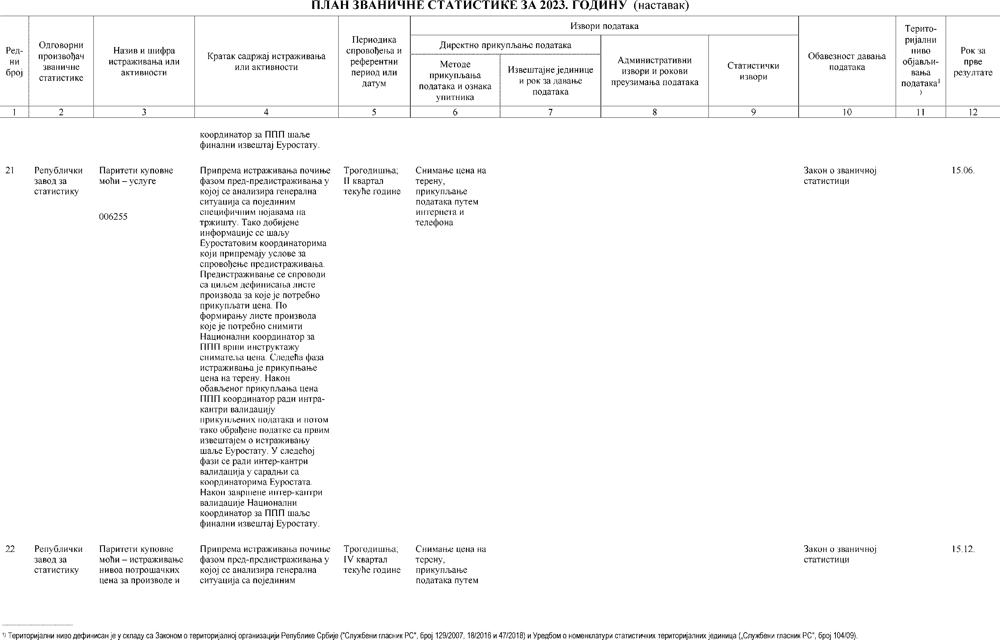 ПЛАН ЗВАНИЧНЕ СТАТИСТИКЕ ЗА 2023. ГОДИНУ (наставак)
Ред-
ни
број
Одговорни
произвођач
званичне
статистике
Назив и шифра
истраживања или
активности
Кратак садржај истраживања
или активности
Периодика
спровођења и
референтни
период или
датум
Извори података
Директно прикупљање података
Методе
прикупљања
података и ознака
упитника
Извештајне јединице
и рок за давање
података
Административни
извори и рокови
преузимања података
Статистички
извори
Обавезност давања
података
Терито-
ријални
ниво
објављи-
вања
података¹
)
Рок за
прве
резултате
1 2 3 4 5 6 7 8 9 10 11 12
координатор за ППП шаље
финални извештај Еуростату.
21
Републички
завод за
статистику
Паритети куповне
моћи – услуге
006255
Припрема истраживања почиње
фазом пред-предистраживања у
којој се анализира генерална
ситуација са појединим
специфичним појавама на
тржишту. Тако добијене
информације се шаљу
Еуростатовим координаторима
који припремају услове за
спровођење предистраживања.
Предистраживање се спроводи
са циљем дефинисања листе
производа за које је потребно
прикупљати цена. По
формирању листе производа
које је потребно снимити
Национални координатор за
ППП врши инструктажу
сниматеља цена. Следећа фаза
истраживања је прикупњање
цена на терену. Након
обављеног прикупљања цена
ППП координатор ради интра-
кантри валидацију
прикупљених података и потом
тако обрађене податке са првим
извештајем о истраживању
шаље Еуростату. У следећој
фази се ради интер-кантри
валидација у сарадњи са
координаторима Еуростата.
Након завршене интер-кантри
валидације Национални
координатор за ППП шаље
финални извештај Еуростату.
Трогодишња;
II квартал
текуће године
Снимање цена на
терену,
прикупљање
података путем
интернета и
телефона
Закон о званичној
статистици
15.06.
22
Републички
завод за
статистику
Паритети куповне
моћи – истраживање
нивоа потрошачких
цена за производе и
Припрема истраживања почиње
фазом пред-предистраживања у
којој се анализира генерална
ситуација са појединим
Трогодишња;
IV квартал
текуће године
Снимање цена на
терену,
прикупљање
података путем
Закон о званичној
статистици
15.12.
¹⁾ Територијални ниво дефинисан је у складу са Законом о територијалној организацији Републике Србије ("Службени гласник РС", број 129/2007, 18/2016 и 47/2018) и Уредбом о номенклатури статистичких територијалних јединица („Службени гласник РС", број 104/09).